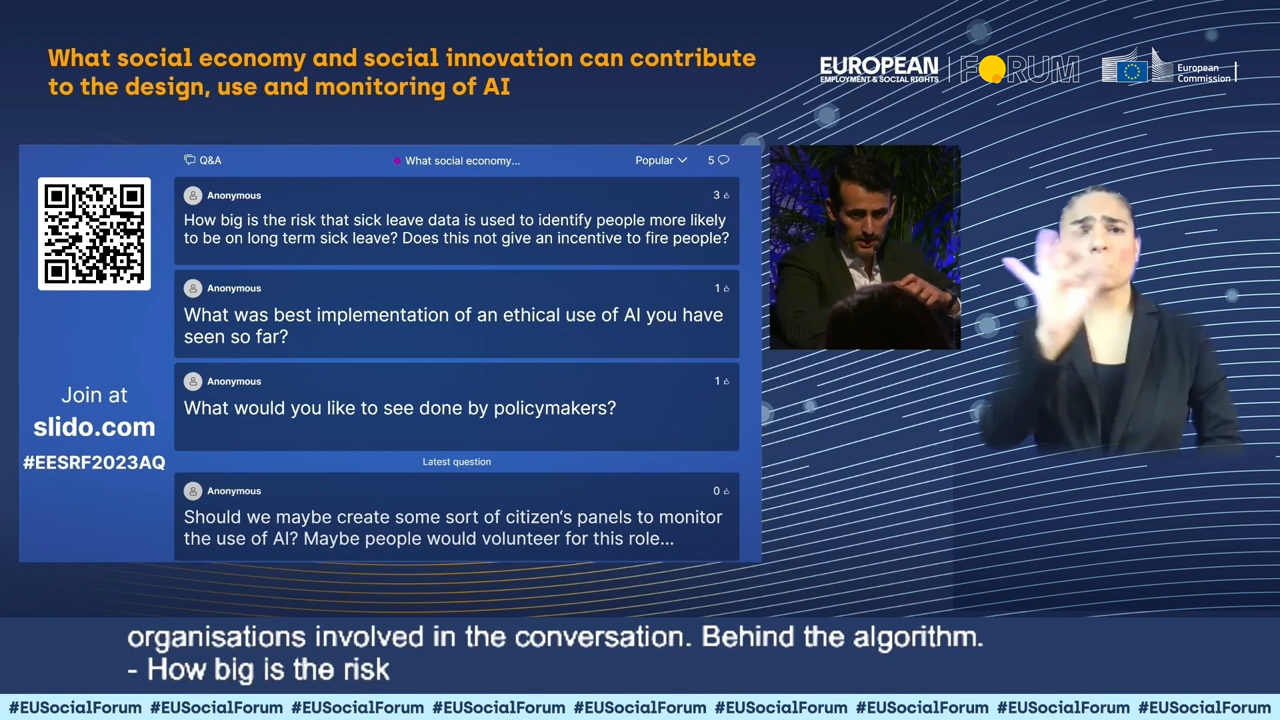 What social economy and social innovation can contribute
to the design, use and monitoring of AI
EUROPEAN
EMPLOYMENT & SOCIAL RIGHTS
FORUM
European
Commission
Q&A
What social economy...
Popular
5
Anonymous
3
How big is the risk that sick leave data is used to identify people more likely
to be on long term sick leave? Does this not give an incentive to fire people?
Anonymous
1
What was best implementation of an ethical use of AI you have
seen so far?
Join at
slido.com
#EESRF2023AQ
Anonymous
1
What would you like to see done by policymakers?
Latest question
Anonymous
0
Should we maybe create some sort of citizen's panels to monitor
the use of AI? Maybe people would volunteer for this role...
organisations involved in the conversation. Behind the algorithm.
- How big is the risk
#EUSocialForum #EUSocialForum #EUSocialForum #EUSocialForum #EUSocialForum #EUSocialForum #EUSocialForum #EUSocialForum #EUSocialForum